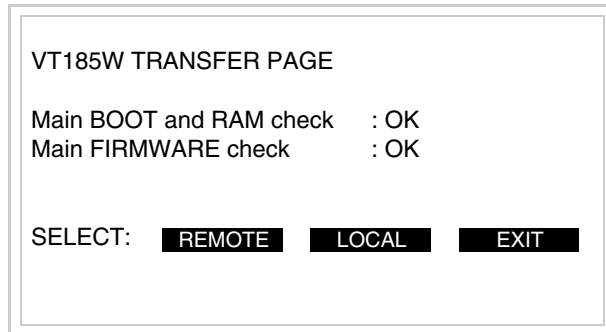 VT185W TRANSFER PAGE
Main BOOT and RAM check : OK
Main FIRMWARE check : OK
SELECT: REMOTE LOCAL EXIT